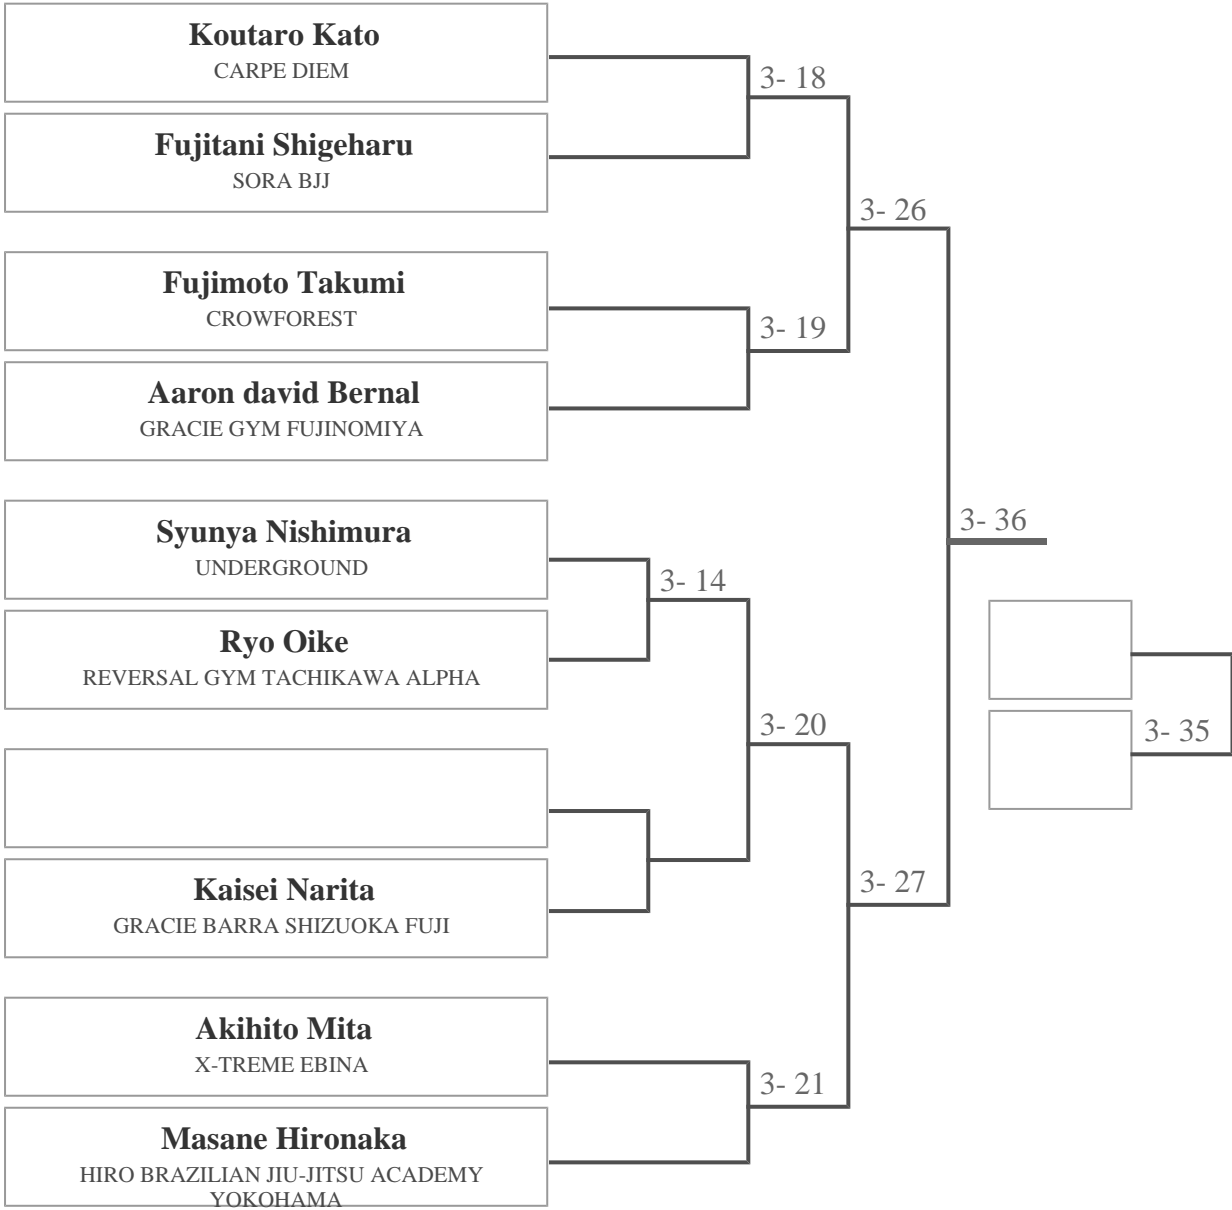 Koutaro Kato
CARPE DIEM
3- 18
Fujitani Shigeharu
SORA BJJ
3- 26
Fujimoto Takumi
CROWFOREST
3- 19
Aaron david Bernal
GRACIE GYM FUJINOMIYA
Syunya Nishimura
UNDERGROUND
3- 36
3- 14
Ryo Oike
REVERSAL GYM TACHIKAWA ALPHA
3- 20
3- 35
Kaisei Narita
GRACIE BARRA SHIZUOKA FUJI
3- 27
Akihito Mita
X-TREME EBINA
3- 21
Masane Hironaka
HIRO BRAZILIAN JIU-JITSU ACADEMY
YOKOHAMA